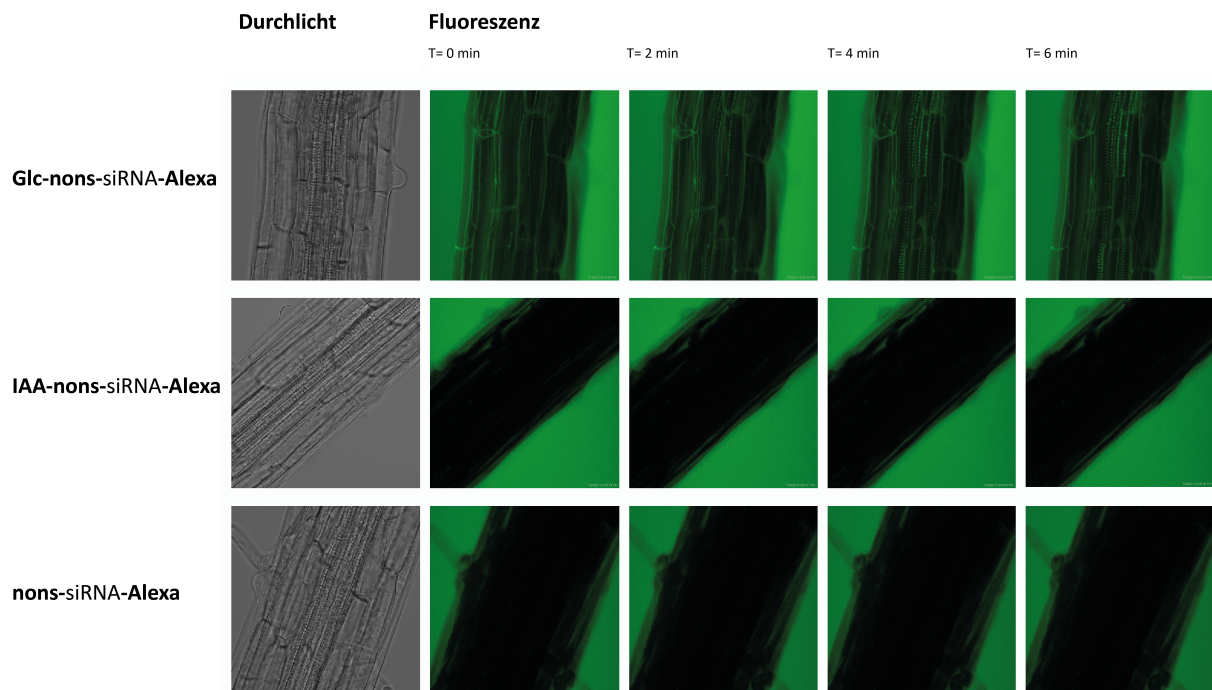 Durchlicht Fluoreszenz
T= 0 min T= 2 min T= 4 min T= 6 min
Glc-nons-siRNA-Alexa
IAA-nons-siRNA-Alexa
nons-siRNA-Alexa